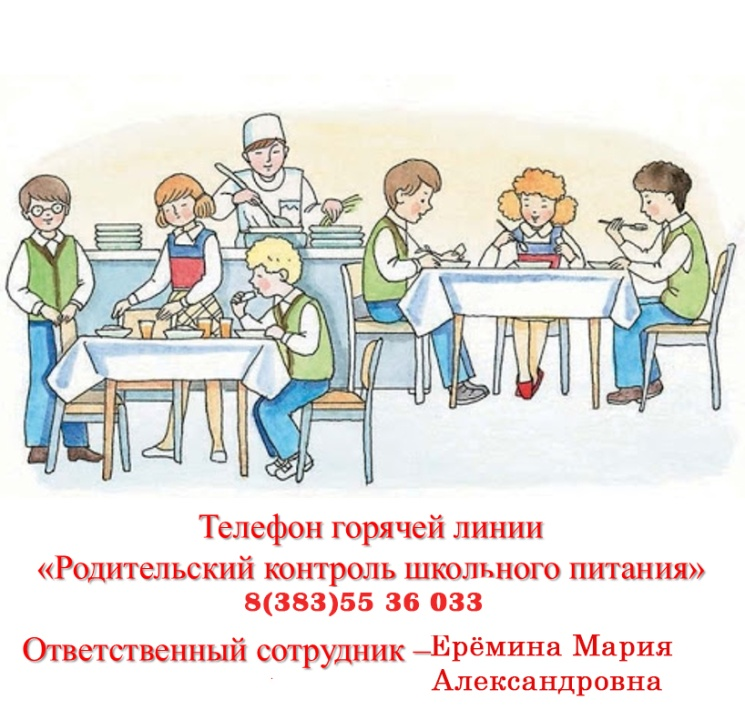 Телефон горячей линии
«Родительский контроль школьного питания»
8(383)55 36 033
Ответственный сотрудник –Ерёмина Мария
Александровна